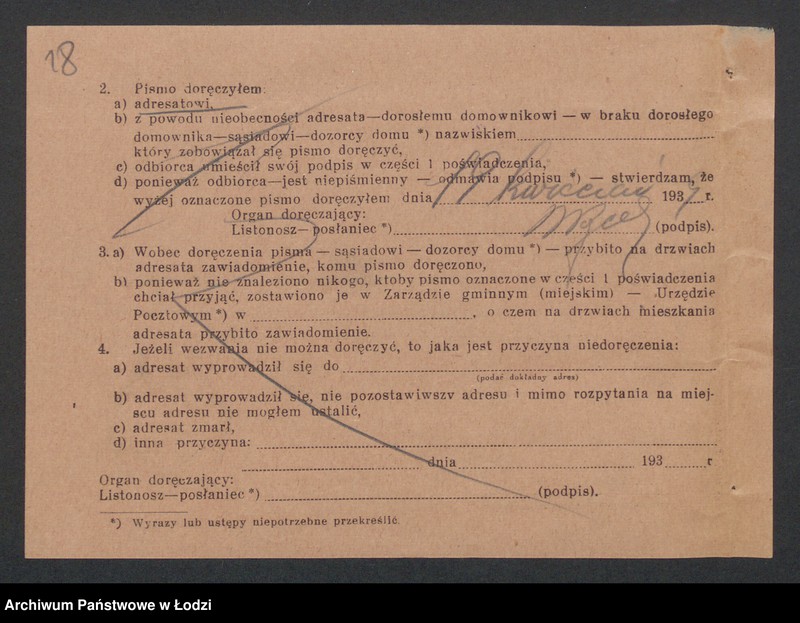 18
2. Pismo doręczyłem:
a) adresatowi,
b) z powodu nieobecności adresata—dorosłemu domownikowi — w braku dorosłego
domownika—sąsiadowi—dozorcy domu *) nazwiskiem
który zobowiązał się pismo doręczyć,
c) odbiorca umieścił swój podpis w części 1 poświadczenia,
d) ponieważ odbiorca—jest niepiśmienny — odmawia podpisu *) — stwierdzam, że
wyżej oznaczone pismo doręczyłem dnia kwietnia 193 r.
Organ doręczający:
Listonosz—posłaniec *) (podpis).
3. a) Wobec doręczenia pisma — sąsiadowi — dozorcy domu *) — przybito na drzwiach
adresata zawiadomienie, komu pismo doręczono,
b) ponieważ nie znaleziono nikogo, ktoby pismo oznaczone w części 1 poświadczenia
chciał przyjąć, zostawiono je w Zarządzie gminnym (miejskim) — Urzędzie
Pocztowym *) w , o czem na drzwiach mieszkania
adresata przybito zawiadomienie.
4. Jeżeli wezwania nie można doręczyć, to jaka jest przyczyna niedoręczenia:
a) adresat wyprowadził się do
(podać dokładny adres)
b) adresat wyprowadził się, nie pozostawiwszv adresu i mimo rozpytania na miej-
scu adresu nie mogłem ustalić,
c) adresat zmarł,
d) inna przyczyna:
dnia 193 r
Organ doręczający:
Listonosz—posłaniec *) (podpis).
*) Wyrazy lub ustępy niepotrzebne przekreślić.
Archiwum Państwowe w Łodzi